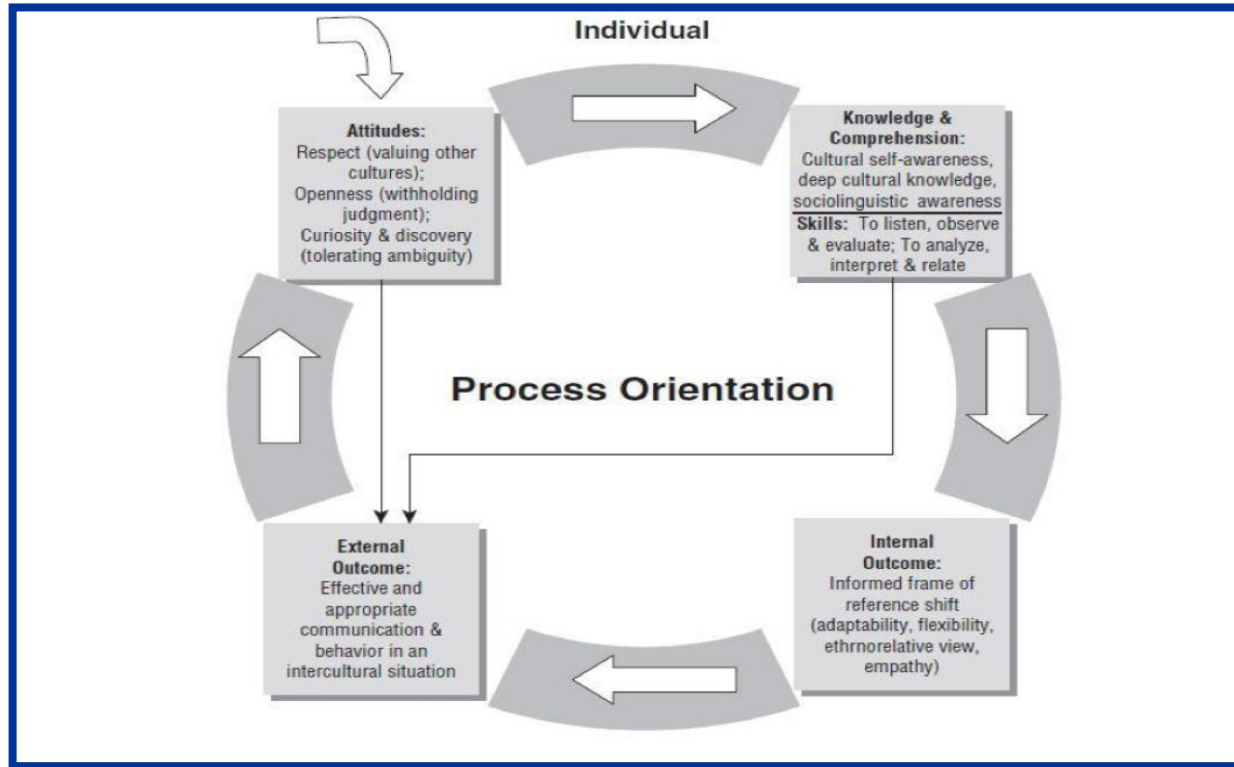 Individual
Attitudes:
Respect (valuing other
cultures);
Openness (withholding
judgment);
Curiosity & discovery
(tolerating ambiguity)
Knowledge &
Comprehension:
Cultural self-awareness,
deep cultural knowledge,
sociolinguistic awareness
Skills: To listen, observe
& evaluate; To analyze,
interpret & relate
Process Orientation
External
Outcome:
Effective and
appropriate
communication &
behavior in an
intercultural situation
Internal
Outcome:
Informed frame of
reference shift
(adaptability, flexibility,
ethrnorelative view,
empathy)